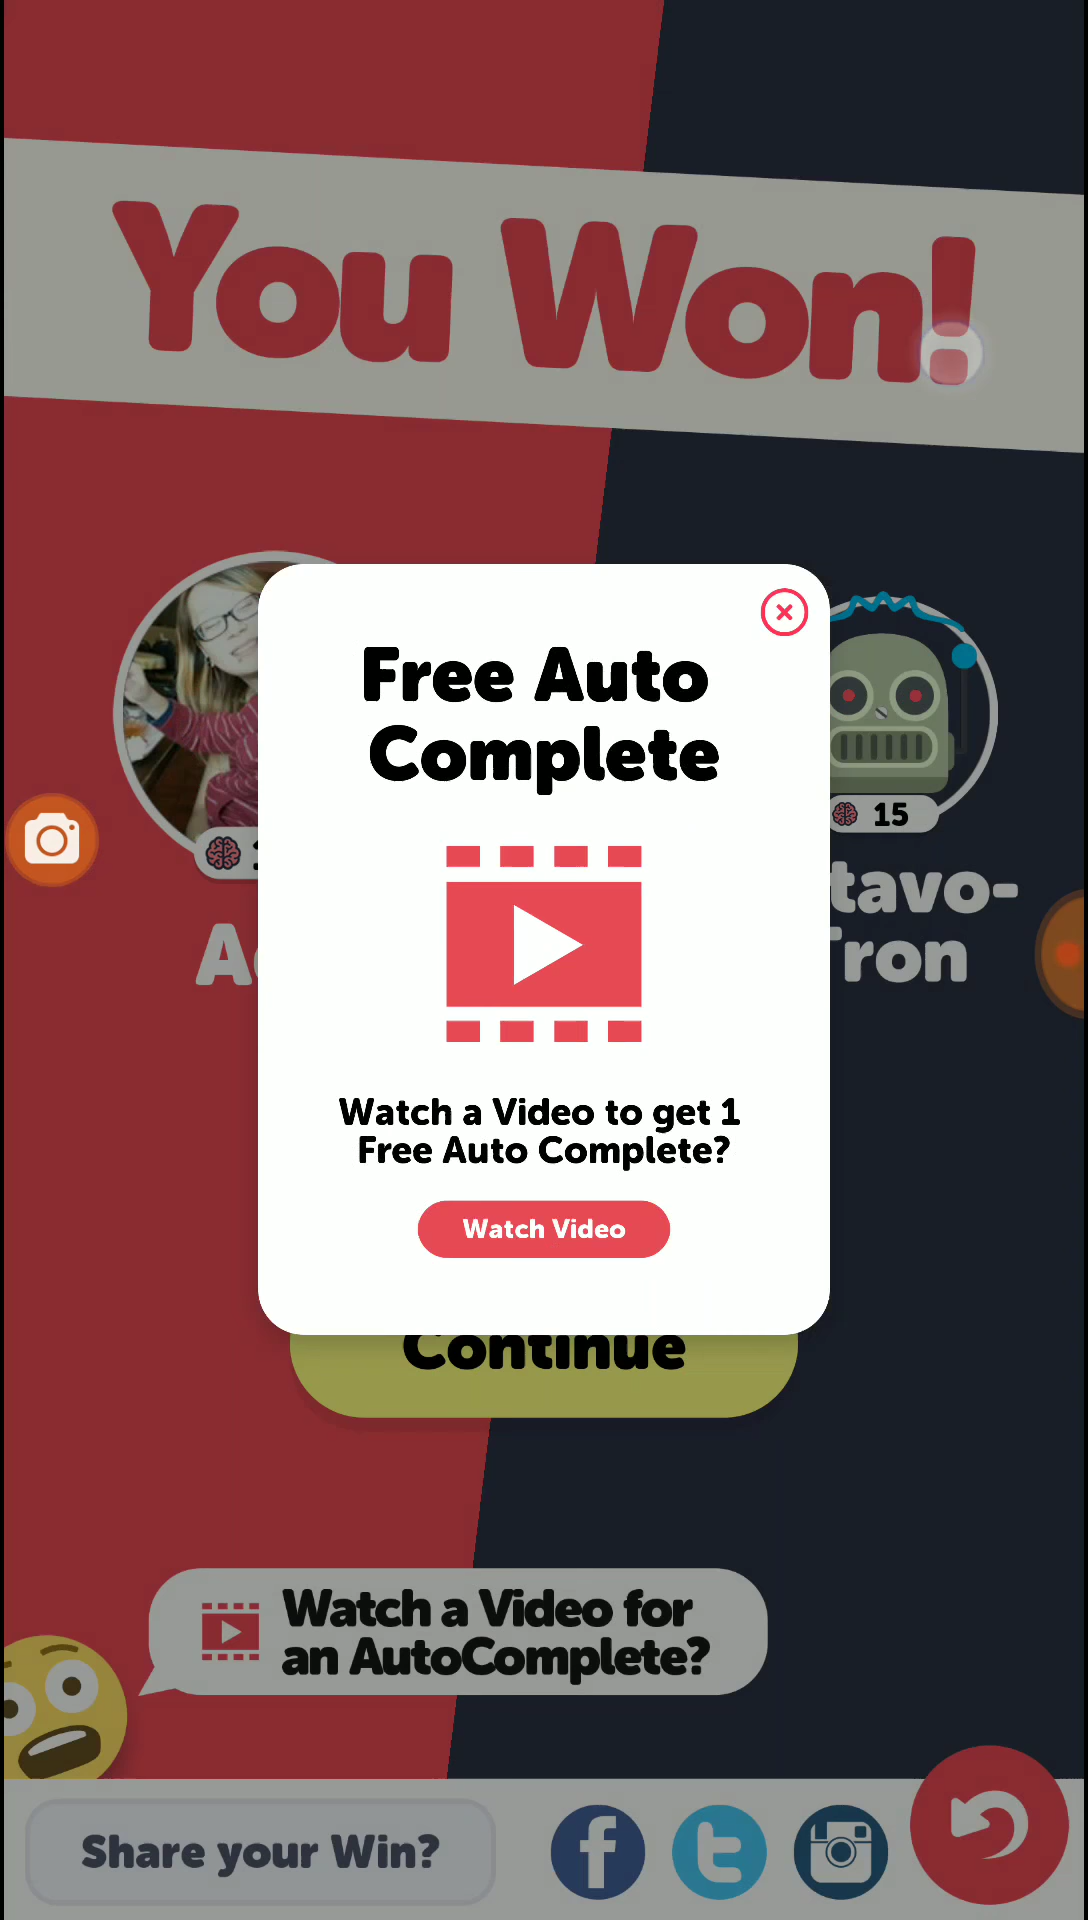 You Won!
Free Auto
Complete
15
tavo-
ron
Watch a Video to get 1
Free Auto Complete?
Watch Video
Continue
Watch a Video for
an AutoComplete?
Share your Win?